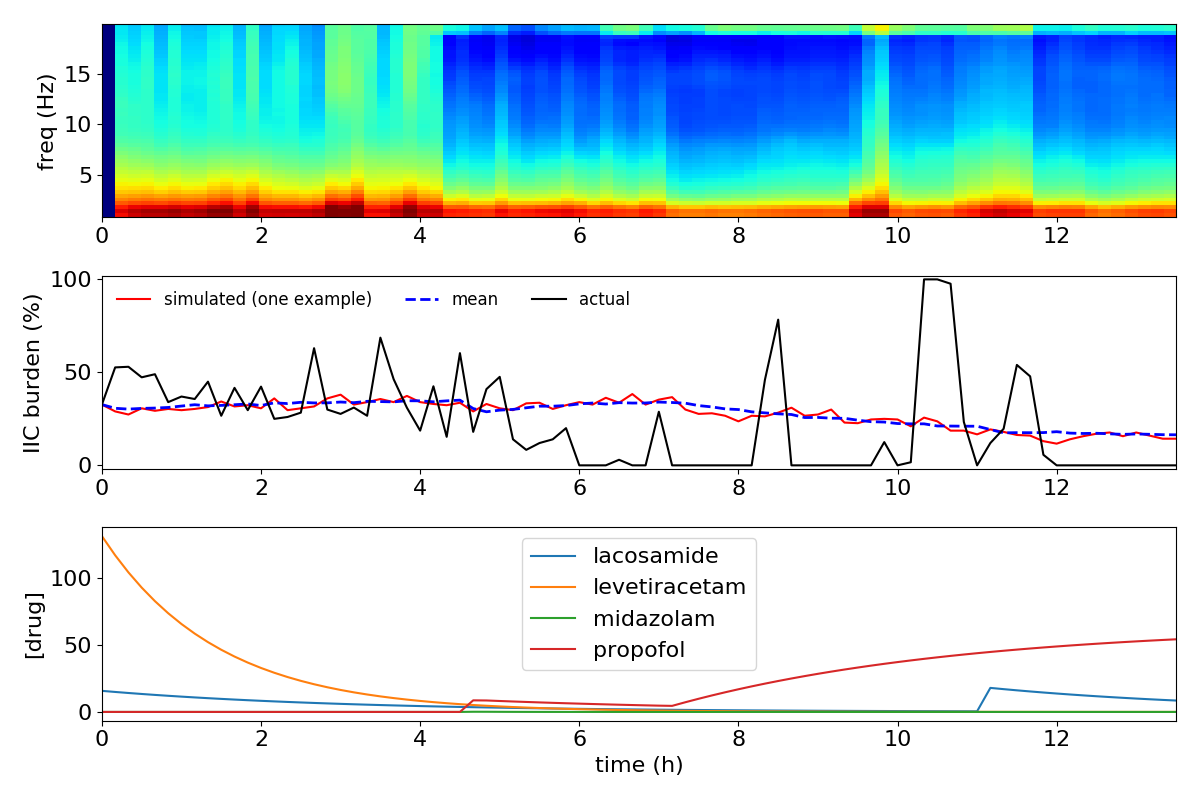 freq (Hz)
15
10
5
0 2 4 6 8 10 12
IIC burden (%)
100
50
0
simulated (one example) mean actual
0 2 4 6 8 10 12
[drug]
100
50
0
lacosamide
levetiracetam
midazolam
propofol
0 2 4 6 8 10 12
time (h)